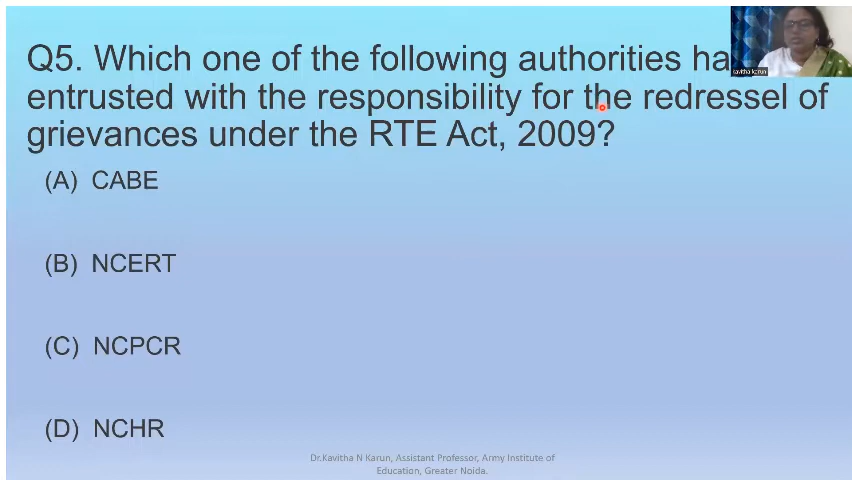 Q5. Which one of the following authorities ha
entrusted with the responsibility for the redressel of
grievances under the RTE Act, 2009?
(A) CABE
(B) NCERT
(C) NCPCR
(D) NCHR
Dr.Kavitha N Karun, Assistant Professor, Army Institute of
Education, Greater Noida.